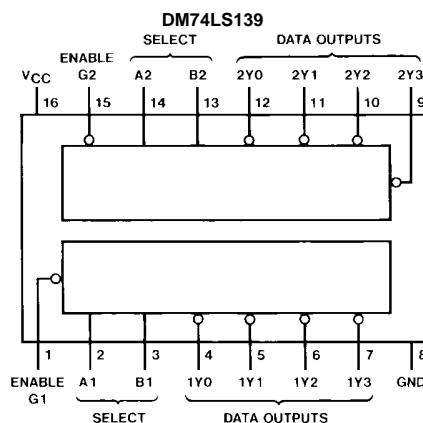 DM74LS139
SELECT DATA OUTPUTS
ENABLE
VCC G2 A2 B2 2Y0 2Y1 2Y2 2Y3
16 15 14 13 12 11 10 9
1 2 3 4 5 6 7 8
ENABLE A1 B1 1Y0 1Y1 1Y2 1Y3 GND
G1
SELECT DATA OUTPUTS